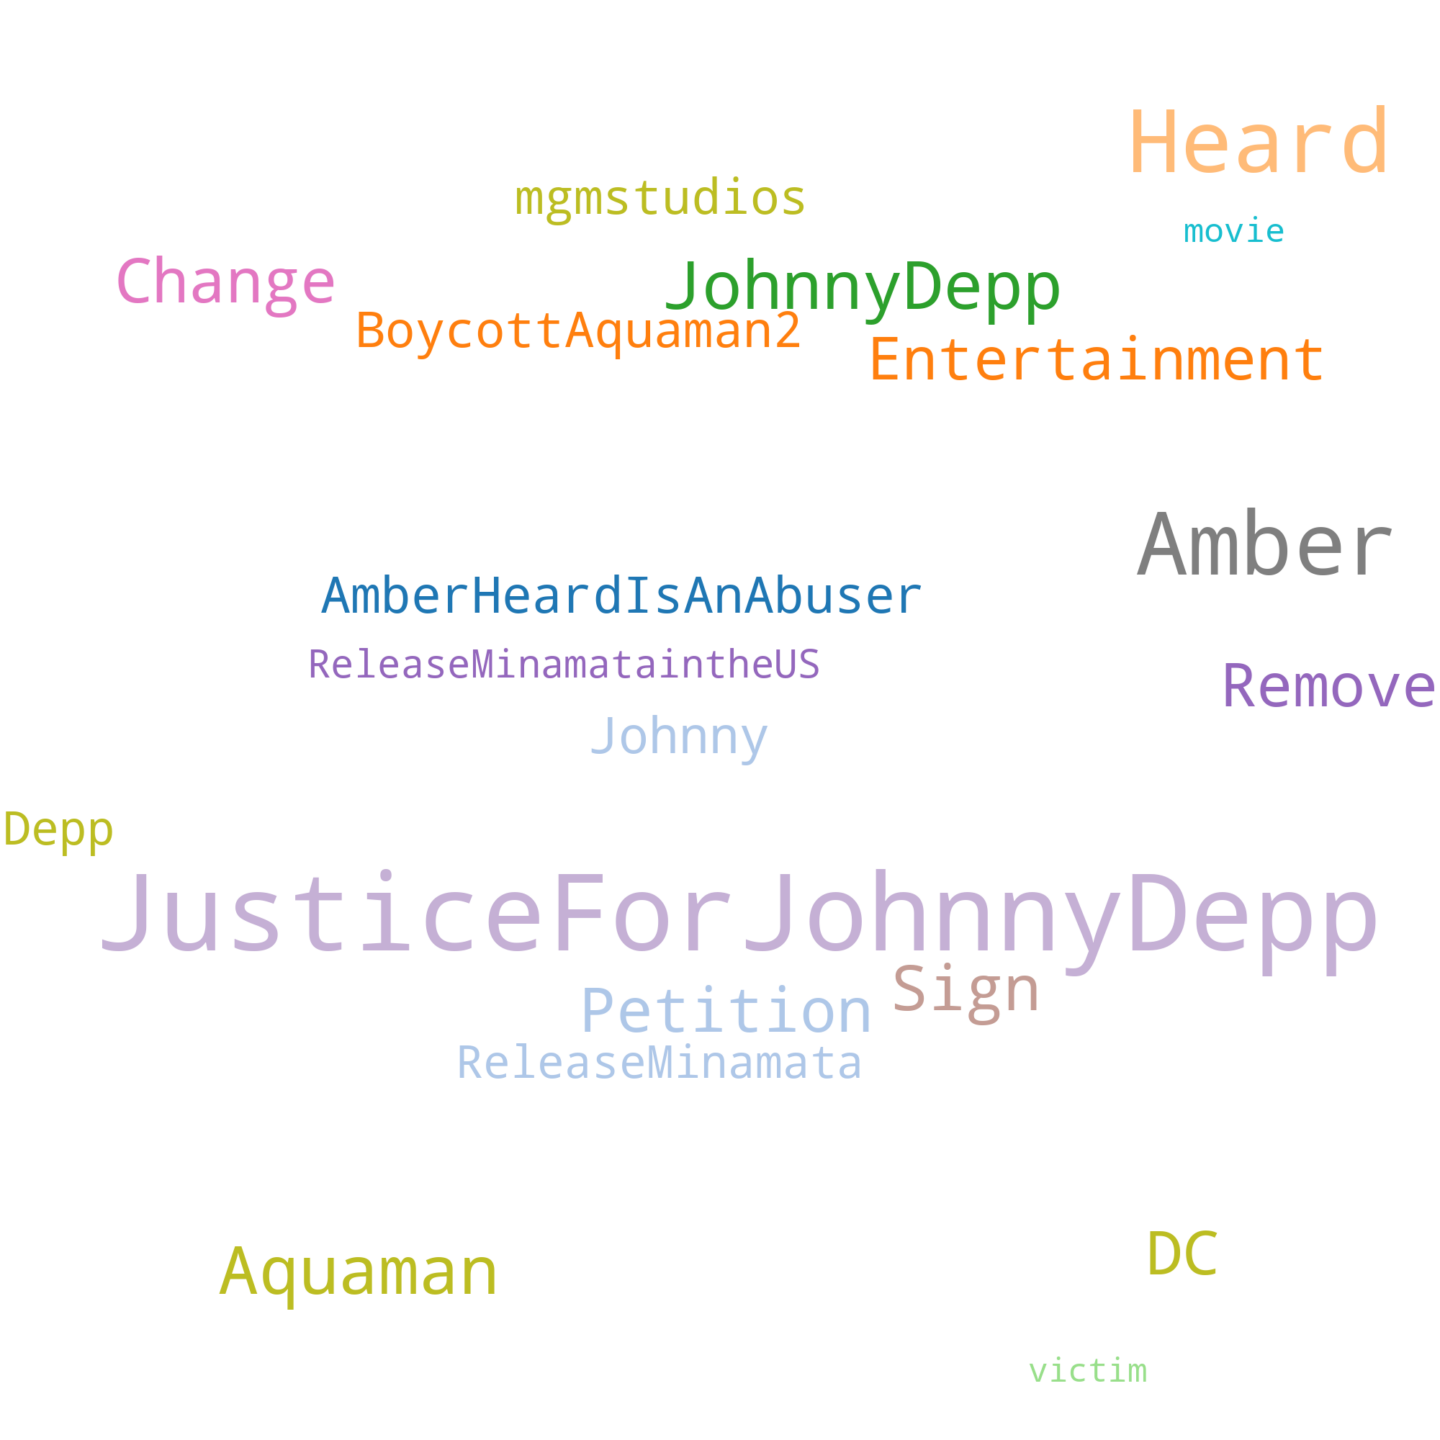 Heard
mgmstudios
movie
Change
JohnnyDepp
BoycottAquaman2
Entertainment
Amber
AmberHeardIsAnAbuser
ReleaseMinamataintheUS
Remove
Johnny
Depp
JusticeForJohnnyDepp
Sign
Petition
ReleaseMinamata
DC
Aquaman
victim